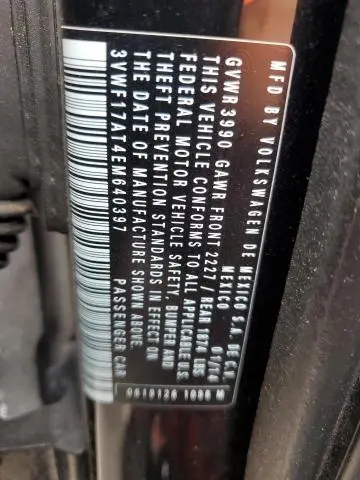 MFD BY VOLKSWAGEN DE MEXICO S.A. DE C.V.
MEXICO
MEXICO 01/14
GVWR 3990 GAWR FRONT 2227 // REAR 1874 LBS
THIS VEHICLE CONFORMS TO ALL APPLICABLE U.S.
FEDERAL MOTOR VEHICLE SAFETY, BUMPER AND
THEFT PREVENTION STANDARDS IN EFFECT ON
THE DATE OF MANUFACTURE SHOWN ABOVE.
3VWF17AT4EM640397 PASSENGER CAR